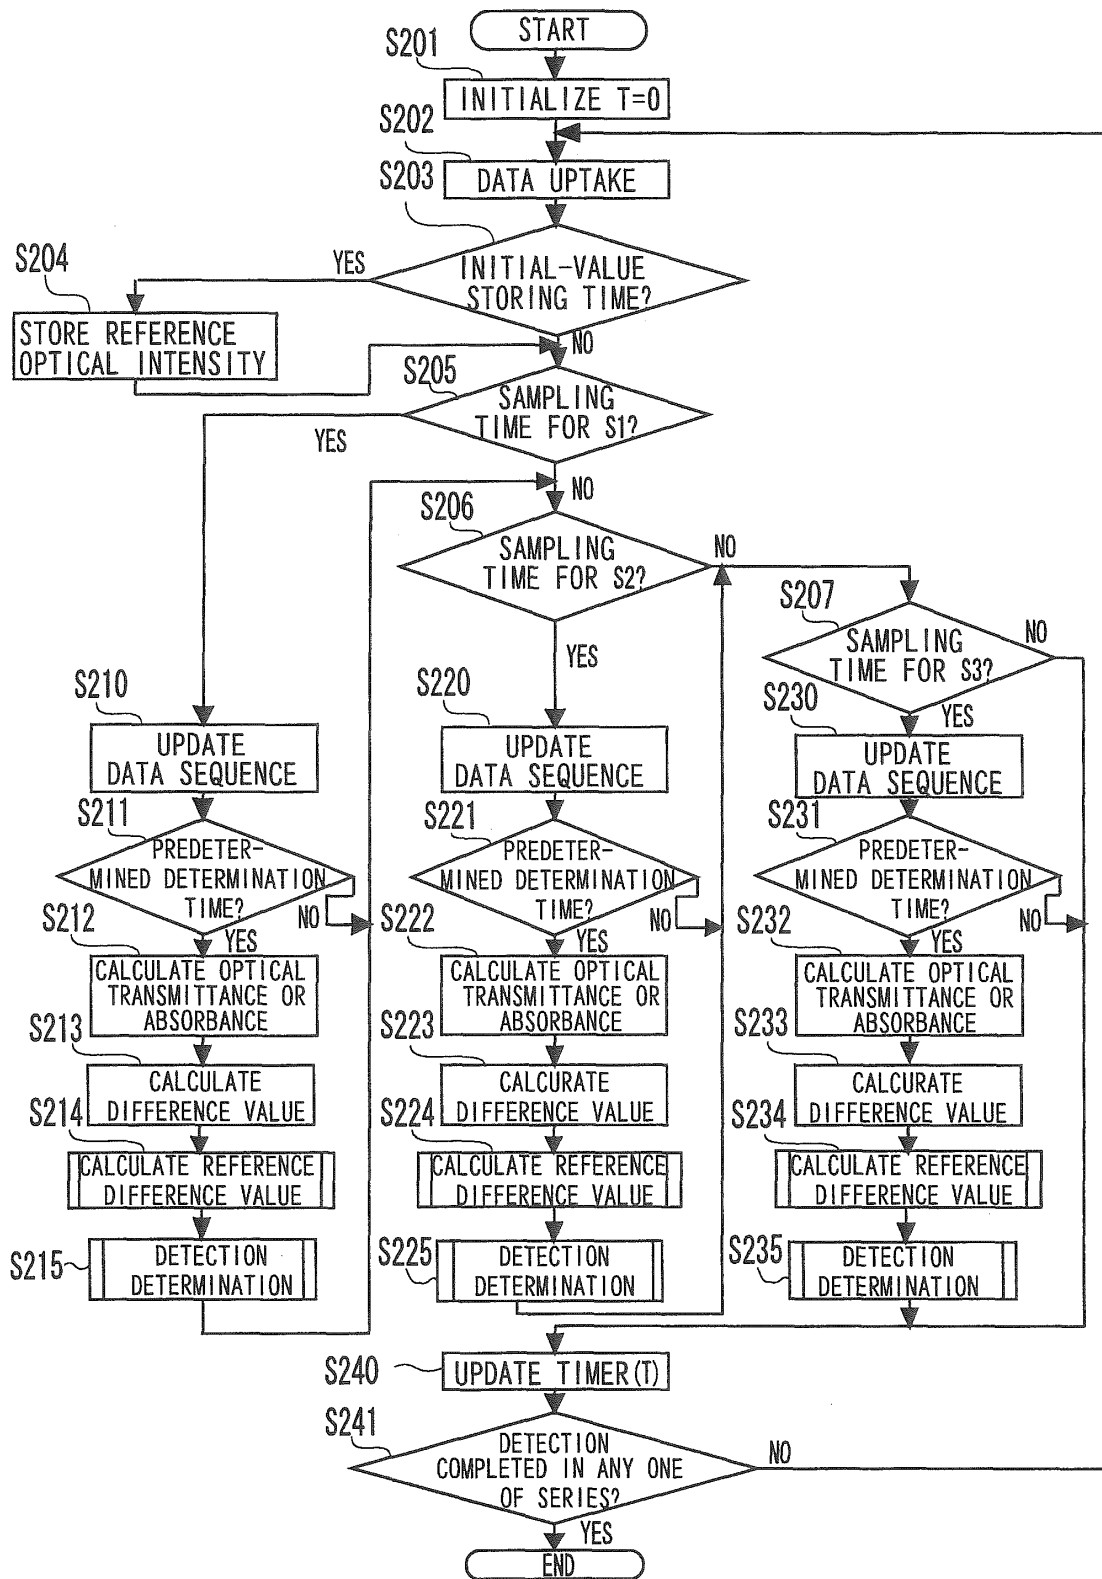 START
S201
INITIALIZE T=0
S202
DATA UPTAKE
S203
INITIAL-VALUE
STORING TIME?
YES
NO
S204
STORE REFERENCE
OPTICAL INTENSITY
S205
SAMPLING
TIME FOR S1?
YES
NO
S206
SAMPLING
TIME FOR S2?
NO
YES
S207
SAMPLING
TIME FOR S3?
NO
YES
S210
UPDATE
DATA SEQUENCE
S211
PREDETER-
MINED DETERMINATION
TIME?
NO
YES
S212
CALCULATE OPTICAL
TRANSMITTANCE OR
ABSORBANCE
S213
CALCULATE
DIFFERENCE VALUE
S214
CALCULATE REFERENCE
DIFFERENCE VALUE
S215
DETECTION
DETERMINATION
S220
UPDATE
DATA SEQUENCE
S221
PREDETER-
MINED DETERMINATION
TIME?
NO
YES
S222
CALCULATE OPTICAL
TRANSMITTANCE OR
ABSORBANCE
S223
CALCURATE
DIFFERENCE VALUE
S224
CALCULATE REFERENCE
DIFFERENCE VALUE
S225
DETECTION
DETERMINATION
S230
UPDATE
DATA SEQUENCE
S231
PREDETER-
MINED DETERMINATION
TIME?
NO
YES
S232
CALCULATE OPTICAL
TRANSMITTANCE OR
ABSORBANCE
S233
CALCURATE
DIFFERENCE VALUE
S234
CALCULATE REFERENCE
DIFFERENCE VALUE
S235
DETECTION
DETERMINATION
S240
UPDATE TIMER(T)
S241
DETECTION
COMPLETED IN ANY ONE
OF SERIES?
NO
YES
END